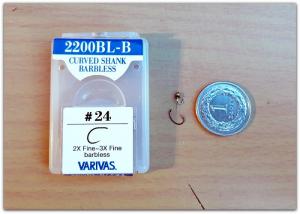 2200BL-B
CURVED SHANK
BARBLESS
#24
2X Fine~3X Fine
barbless
VARIVAS
1